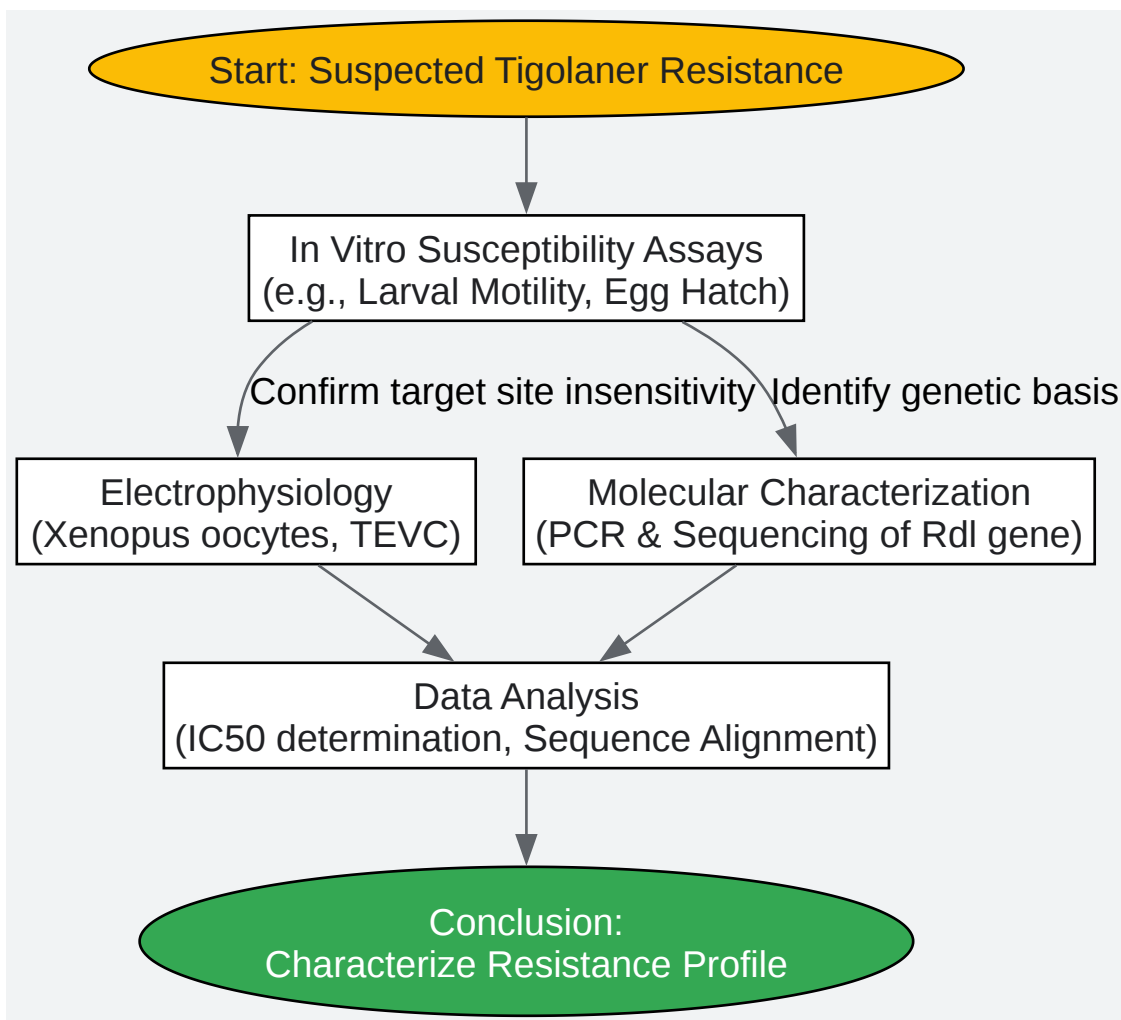 Start: Suspected Tigolaner Resistance
In Vitro Susceptibility Assays
(e.g., Larval Motility, Egg Hatch)
Confirm target site insensitivity
Identify genetic basis
Electrophysiology
(Xenopus oocytes, TEVC)
Molecular Characterization
(PCR & Sequencing of Rdl gene)
Data Analysis
(IC50 determination, Sequence Alignment)
Conclusion:
Characterize Resistance Profile